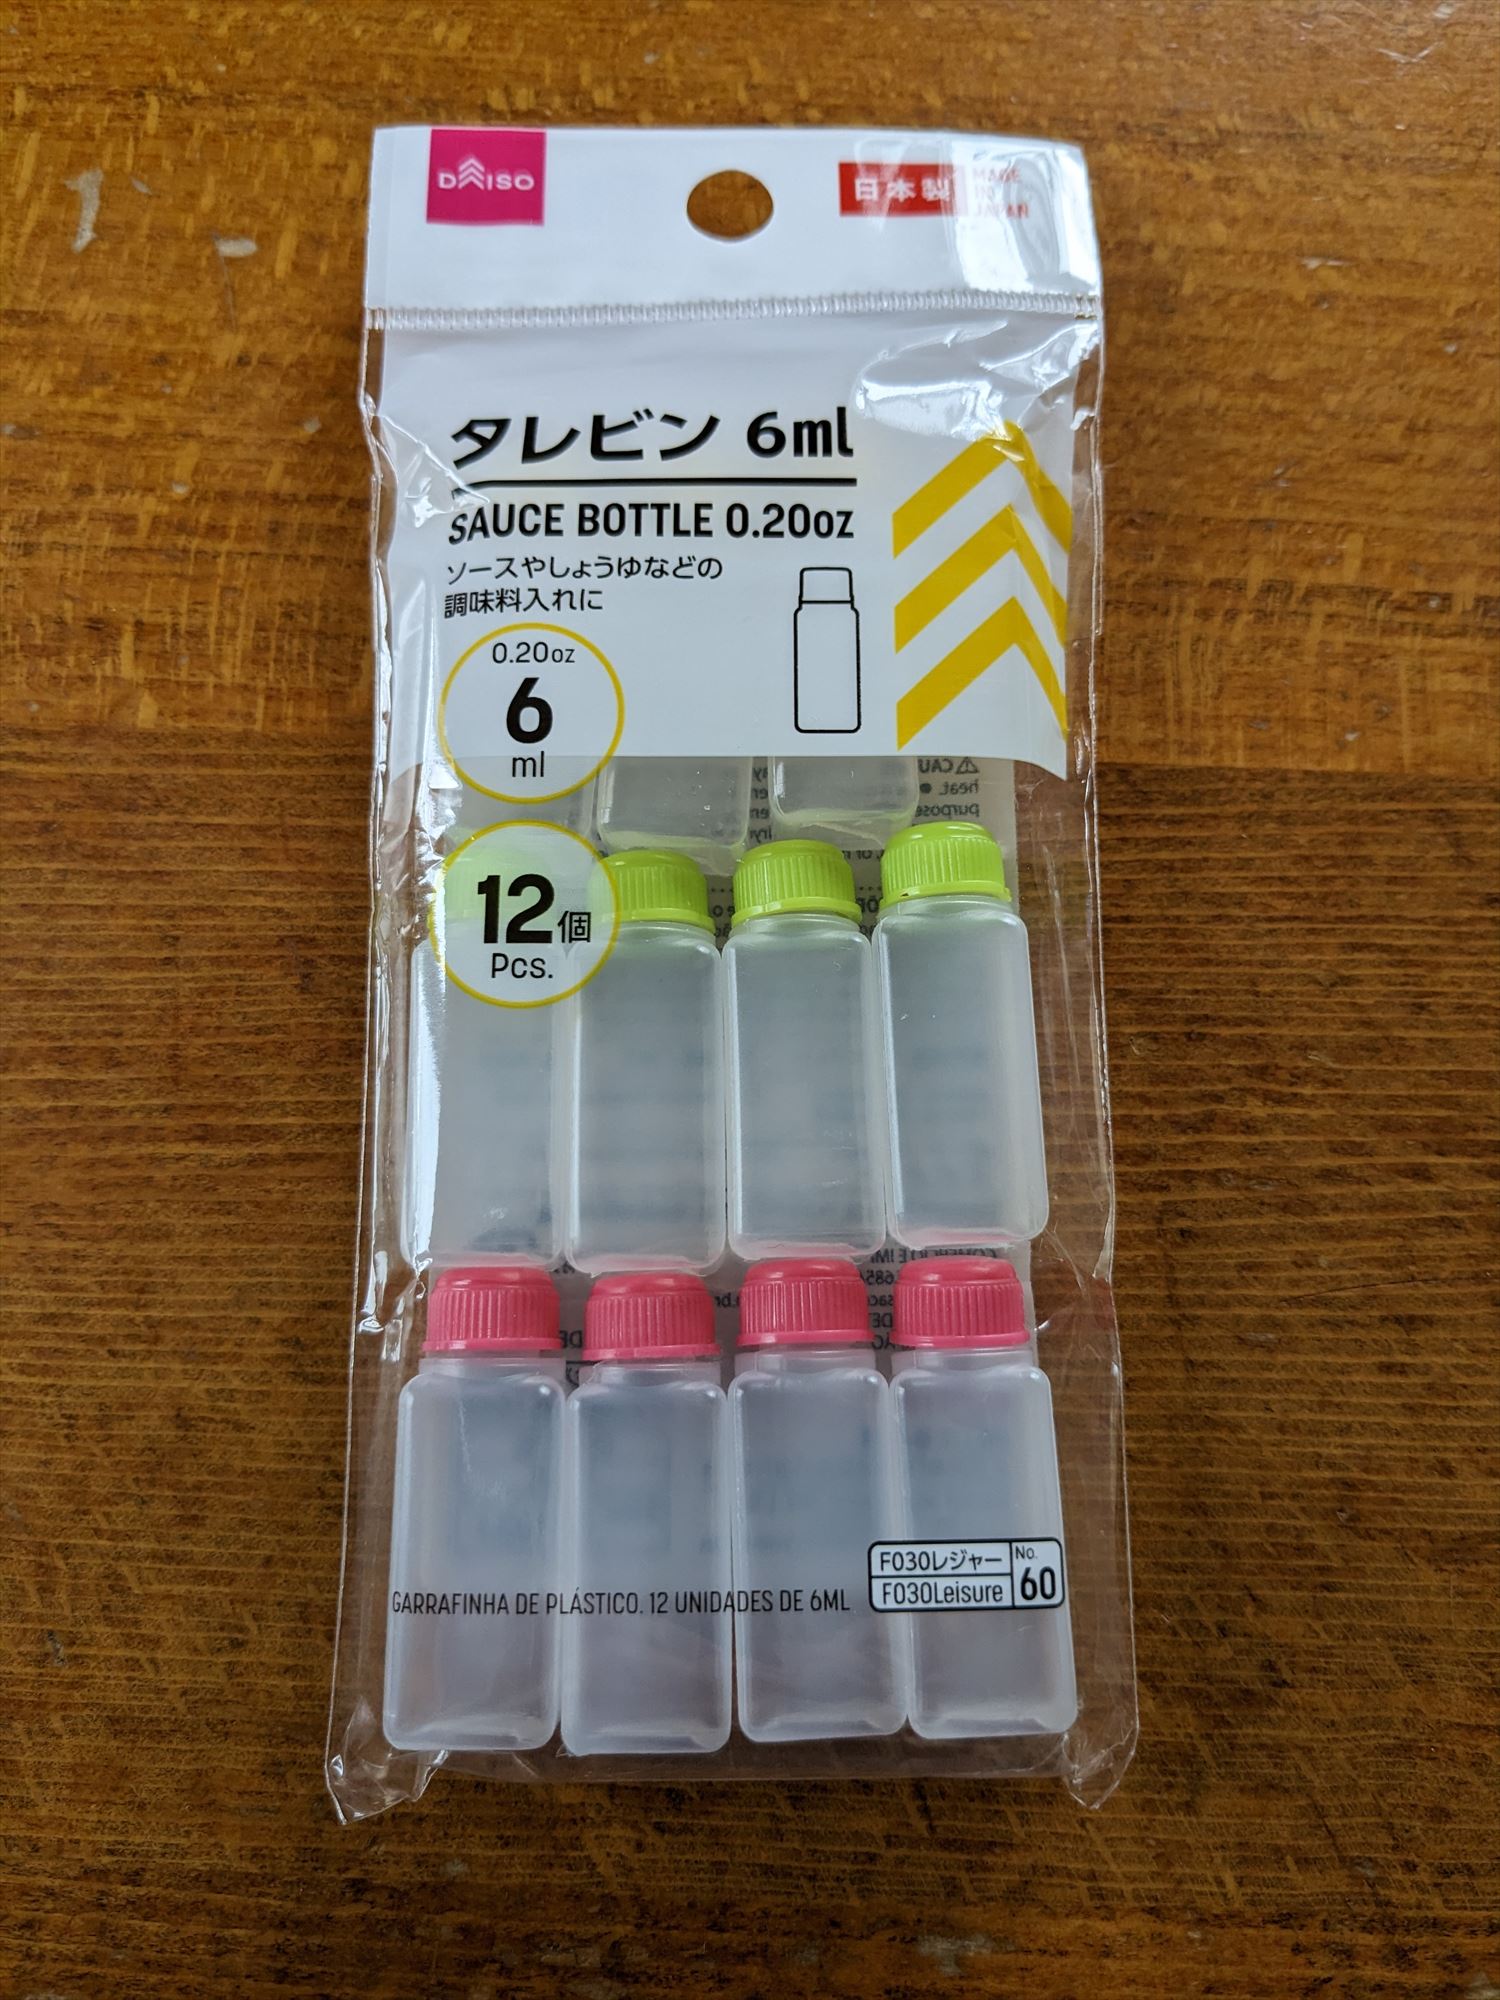 DAISO
日本製
MADE
IN
JAPAN
タレビン 6ml
SAUCE BOTTLE 0.20oz
ソースやしょうゆなどの
調味料入れに
0.20oz
6
ml
12個
Pcs.
F030レジャー
F030Leisure
No.
60
GARRAFINHA DE PLÁSTICO. 12 UNIDADES DE 6ML